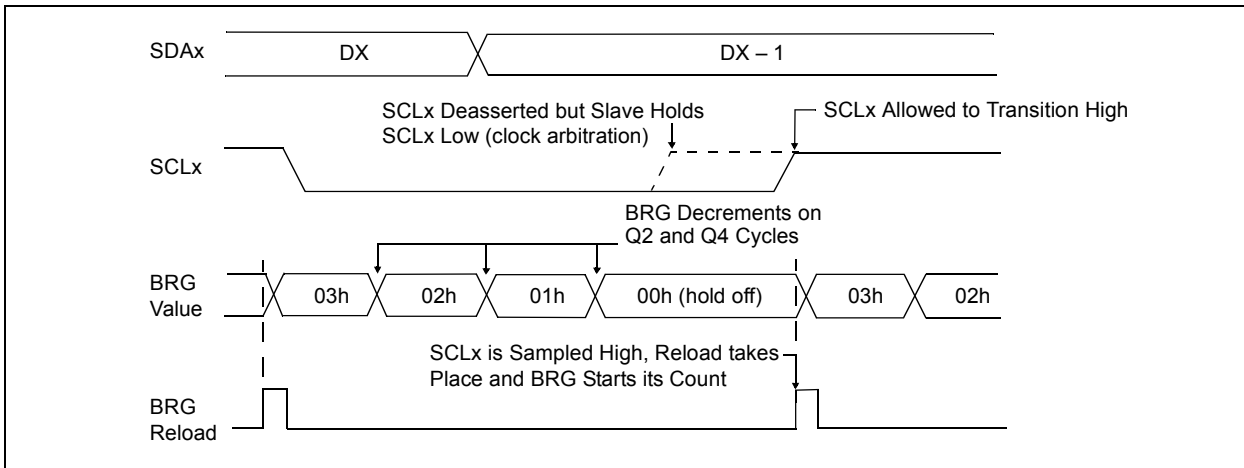 SDAx
DX
DX – 1
SCLx Deasserted but Slave Holds
SCLx Low (clock arbitration)
SCLx Allowed to Transition High
SCLx
BRG Decrements on
Q2 and Q4 Cycles
BRG
Value
03h
02h
01h
00h (hold off)
03h
02h
SCLx is Sampled High, Reload takes
Place and BRG Starts its Count
BRG
Reload